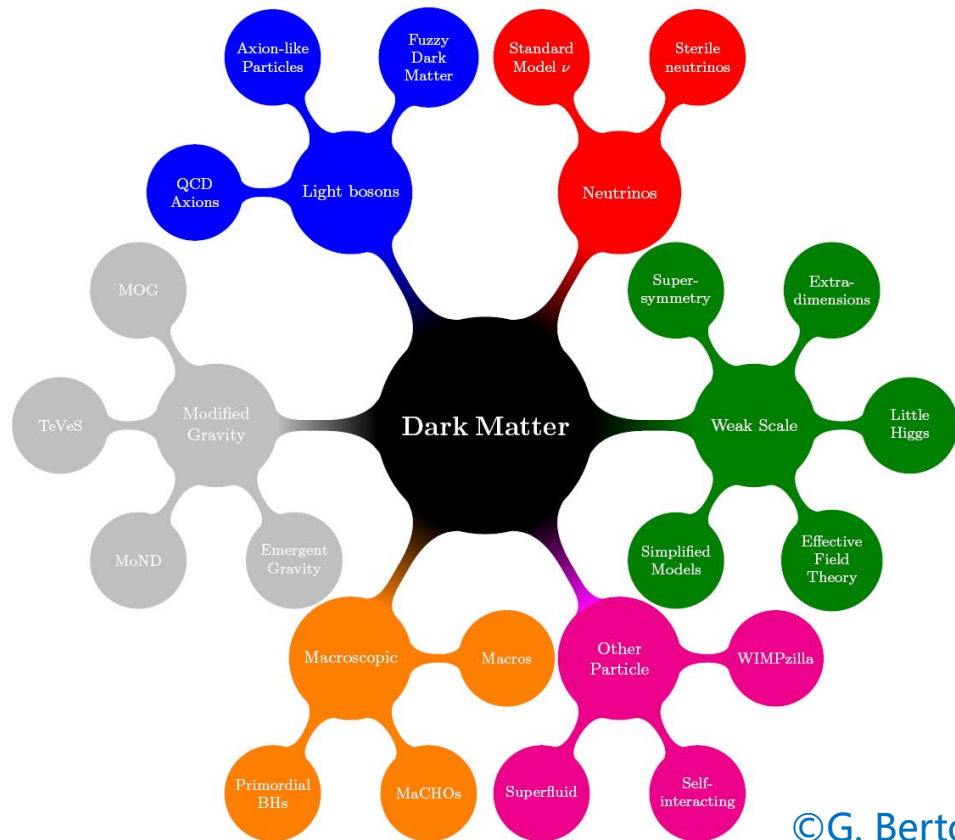 Axion-like
Particles
Fuzzy
Dark
Matter
Standard
Model ν
Sterile
neutrinos
QCD
Axions
Light bosons
Neutrinos
MOG
Super-
symmetry
Extra-
dimensions
TeVeS
Modified
Gravity
Dark Matter
Weak Scale
Little
Higgs
MoND
Emergent
Gravity
Simplified
Models
Effective
Field
Theory
Macroscopic
Macros
Other
Particle
WIMPzilla
Primordial
BHs
MaCHOs
Superfluid
Self-
interacting
©G. Berto